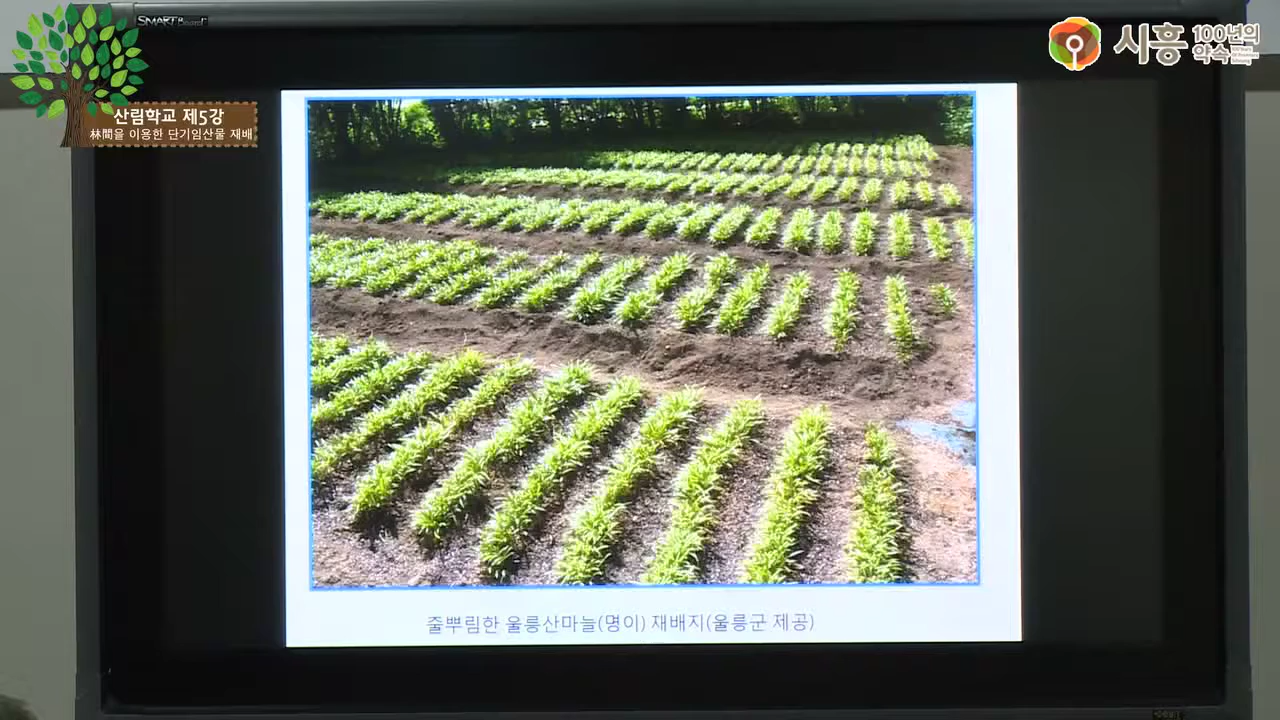 SMART Board
산림학교 제5강
林間을 이용한 단기임산물 재배
시흥
100년의
약속
줄뿌림한 울릉산마늘(명이) 재배지(울릉군 제공)